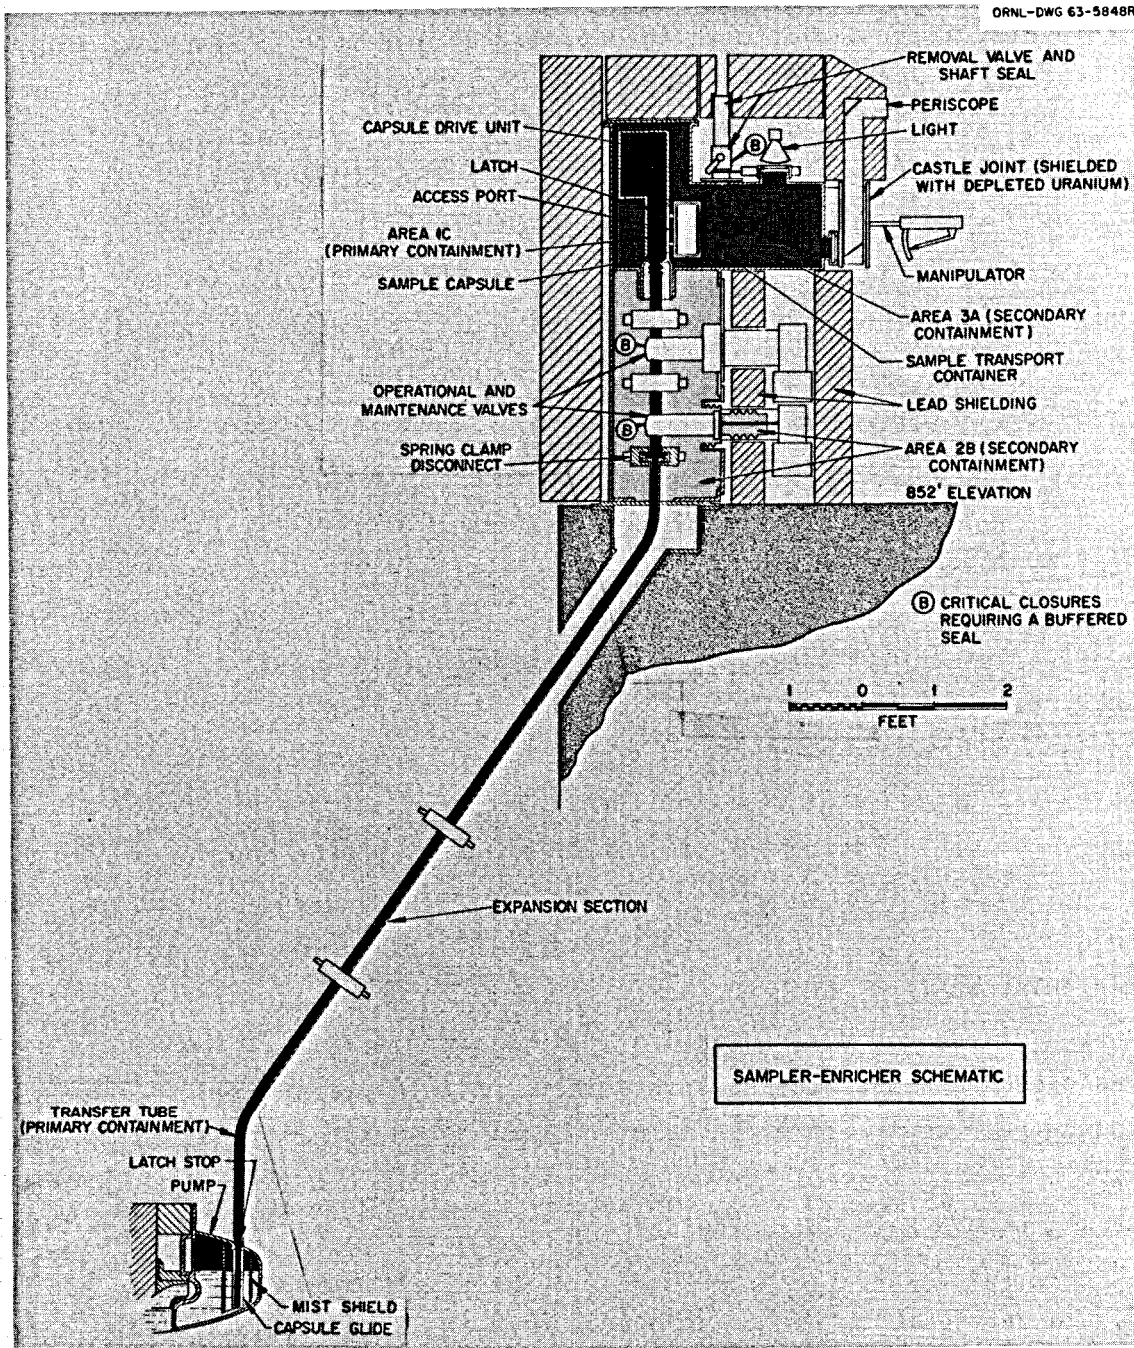 ORNL-DWG 63-5848R
REMOVAL VALVE AND
SHAFT SEAL
PERISCOPE
LIGHT
CASTLE JOINT (SHIELDED
WITH DEPLETED URANIUM)
MANIPULATOR
AREA 3A (SECONDARY
CONTAINMENT)
SAMPLE TRANSPORT
CONTAINER
LEAD SHIELDING
AREA 2B (SECONDARY
CONTAINMENT)
852' ELEVATION
CAPSULE DRIVE UNIT
LATCH
ACCESS PORT
AREA 1C
(PRIMARY CONTAINMENT)
SAMPLE CAPSULE
B
B
OPERATIONAL AND
MAINTENANCE VALVES
B
SPRING CLAMP
DISCONNECT
B CRITICAL CLOSURES
REQUIRING A BUFFERED
SEAL
1 0 1 2
FEET
EXPANSION SECTION
SAMPLER-ENRICHER SCHEMATIC
TRANSFER TUBE
(PRIMARY CONTAINMENT)
LATCH STOP
PUMP
MIST SHIELD
CAPSULE GLIDE